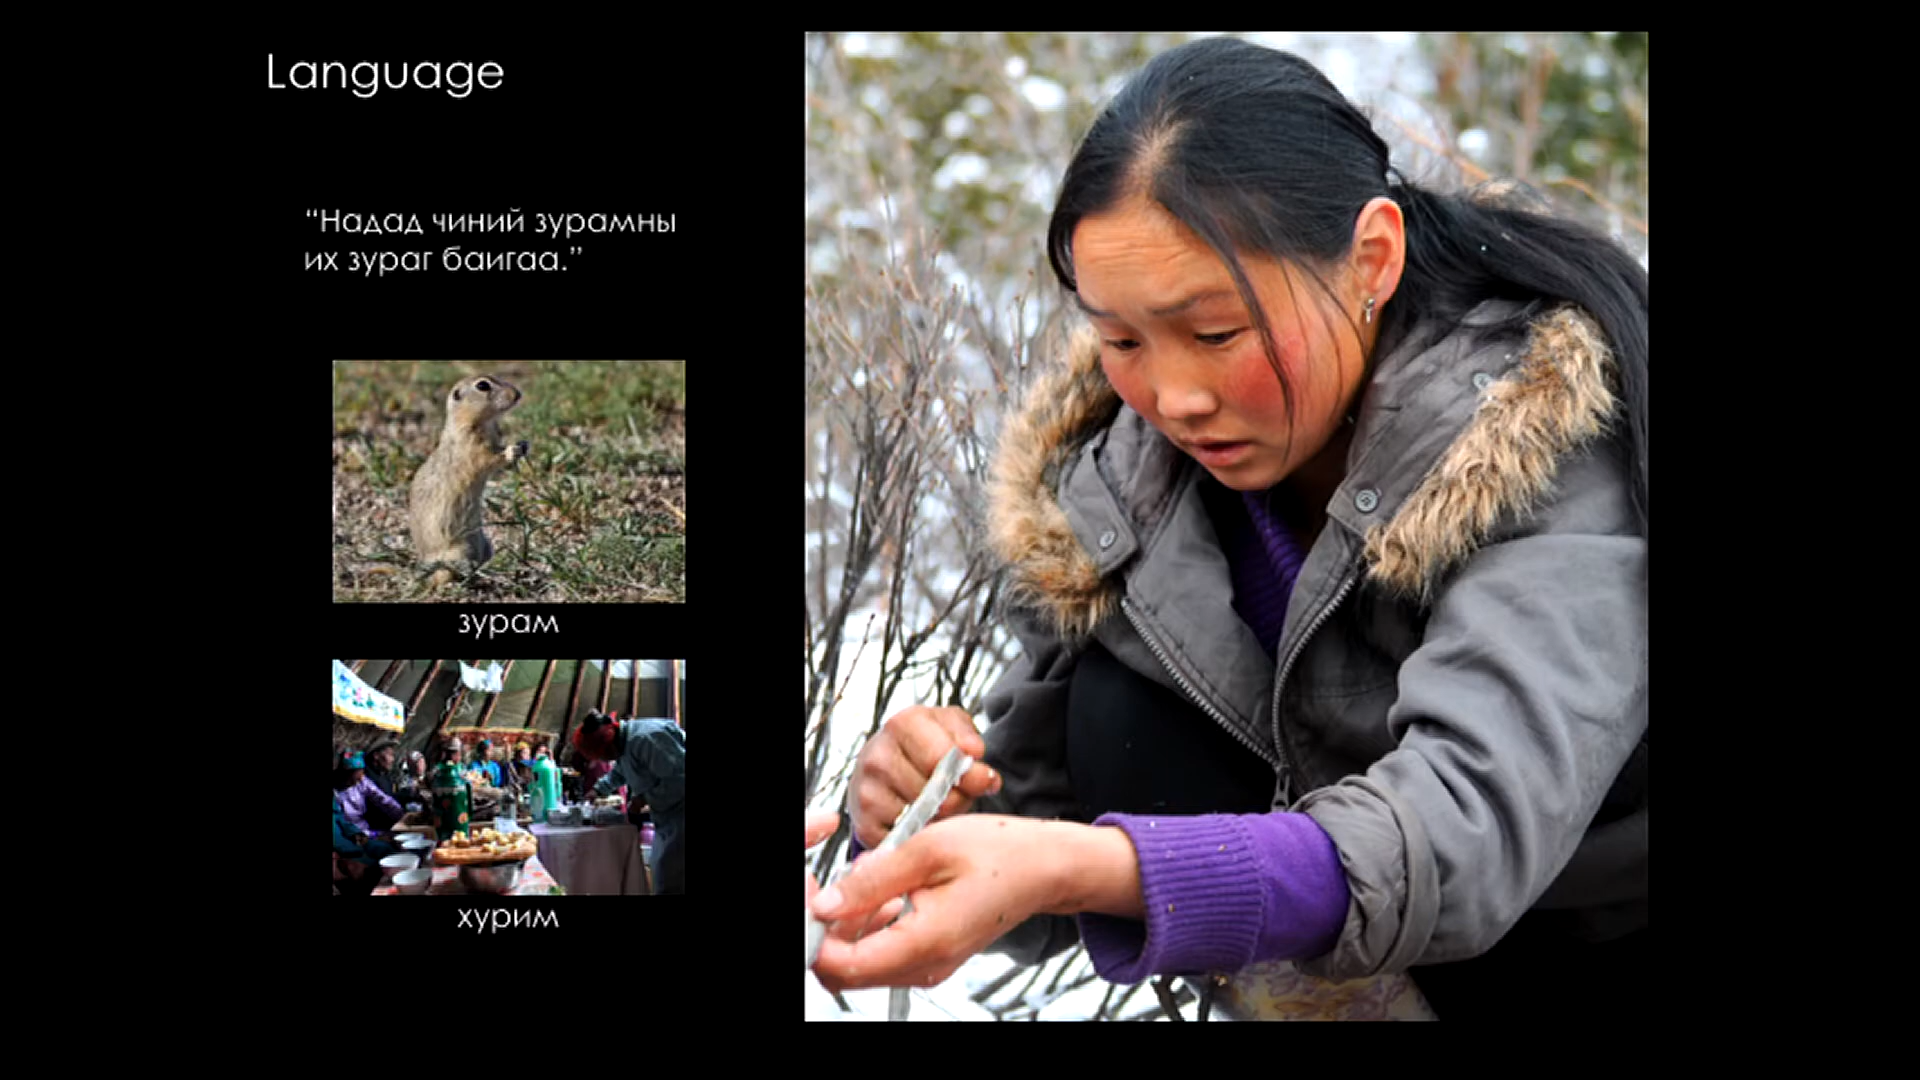 Language
“Надад чиний зурамны
их зураг баигаа.”
зурам
хурим